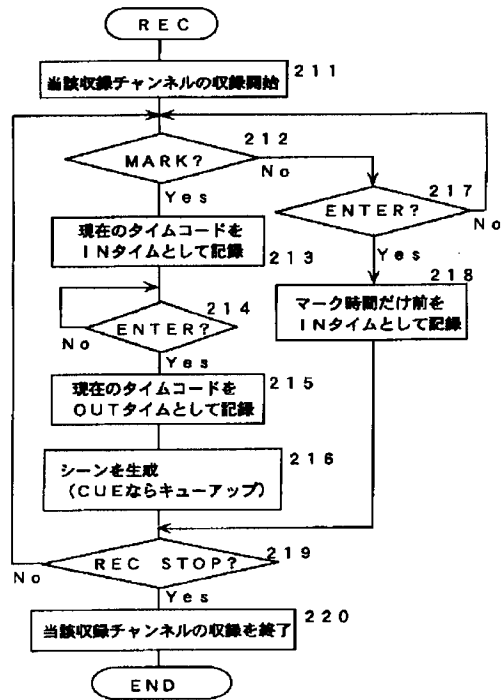 REC
当該収録チャンネルの収録開始
211
212
MARK?
No
Yes
217
ENTER?
No
Yes
現在のタイムコードを
INタイムとして記録
213
218
マーク時間だけ前を
INタイムとして記録
214
ENTER?
No
Yes
現在のタイムコードを
OUTタイムとして記録
215
シーンを生成
(CUEならキューアップ)
216
219
REC STOP?
No
Yes
220
当該収録チャンネルの収録を終了
END